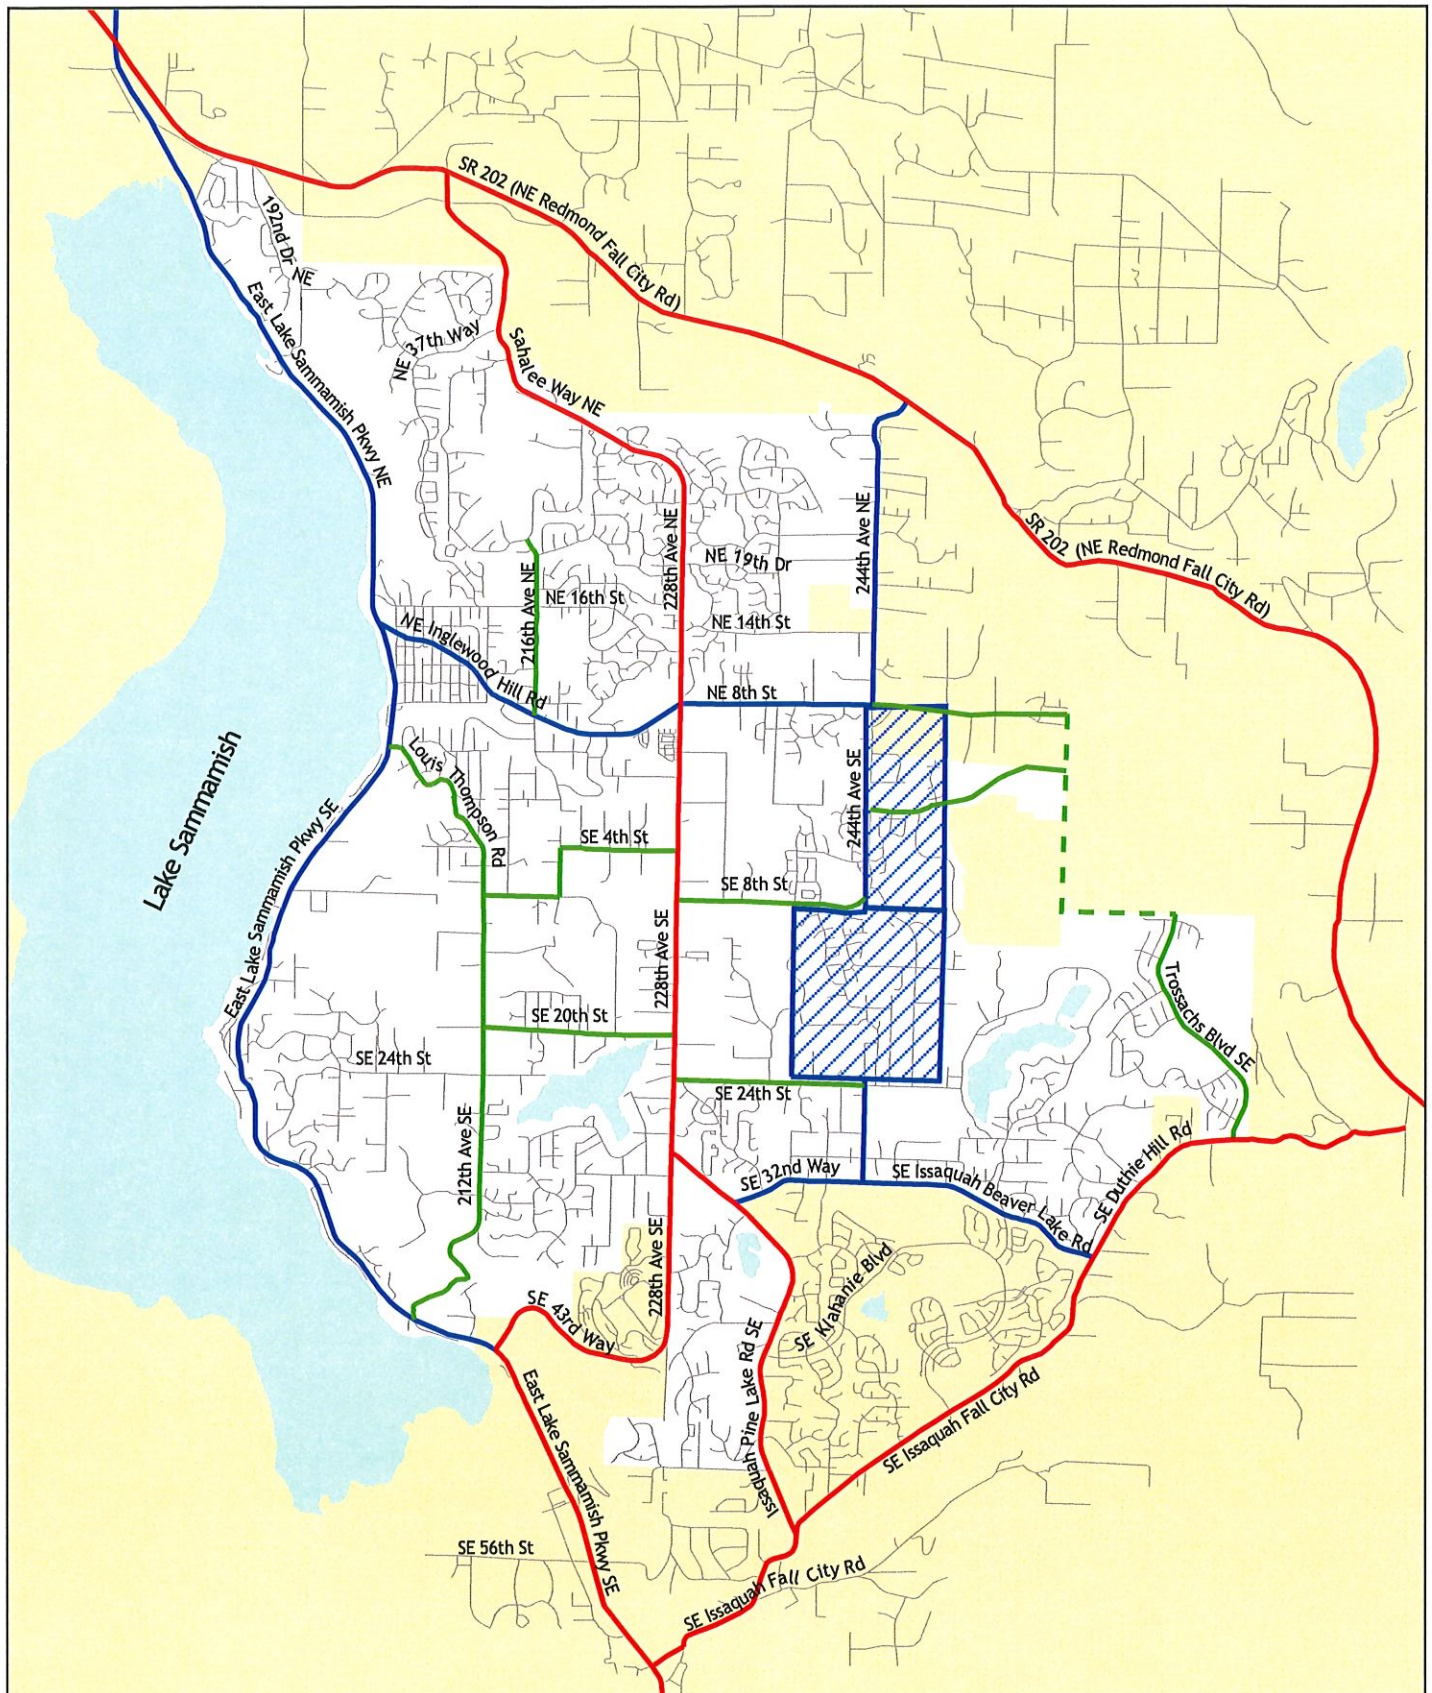 SR 202 (NE Redmond Fall City Rd)
192nd Dr NE
East Lake Sammamish Pkwy NE
NE 37th Way
Sahalee Way NE
228th Ave NE
244th Ave NE
SR 202 (NE Redmond Fall City Rd)
NE 19th Dr
216th Ave NE
NE 16th St
NE 14th St
NE Inglewood Hill Rd
NE 8th St
Lake Sammamish
Louis Thompson Rd
244th Ave SE
SE 4th St
East Lake Sammamish Pkwy SE
SE 8th St
228th Ave SE
Trossachs Blvd SE
SE 20th St
SE 24th St
SE 24th St
212th Ave SE
SE 32nd Way
SE Issaquah Beaver Lake Rd
SE Duthie Hill Rd
228th Ave SE
SE Klahanie Blvd
SE 43rd Way
Issaquah Pine Lake Rd SE
East Lake Sammamish Pkwy SE
SE Issaquah Fall City Rd
SE 56th St
SE Issaquah Fall City Rd